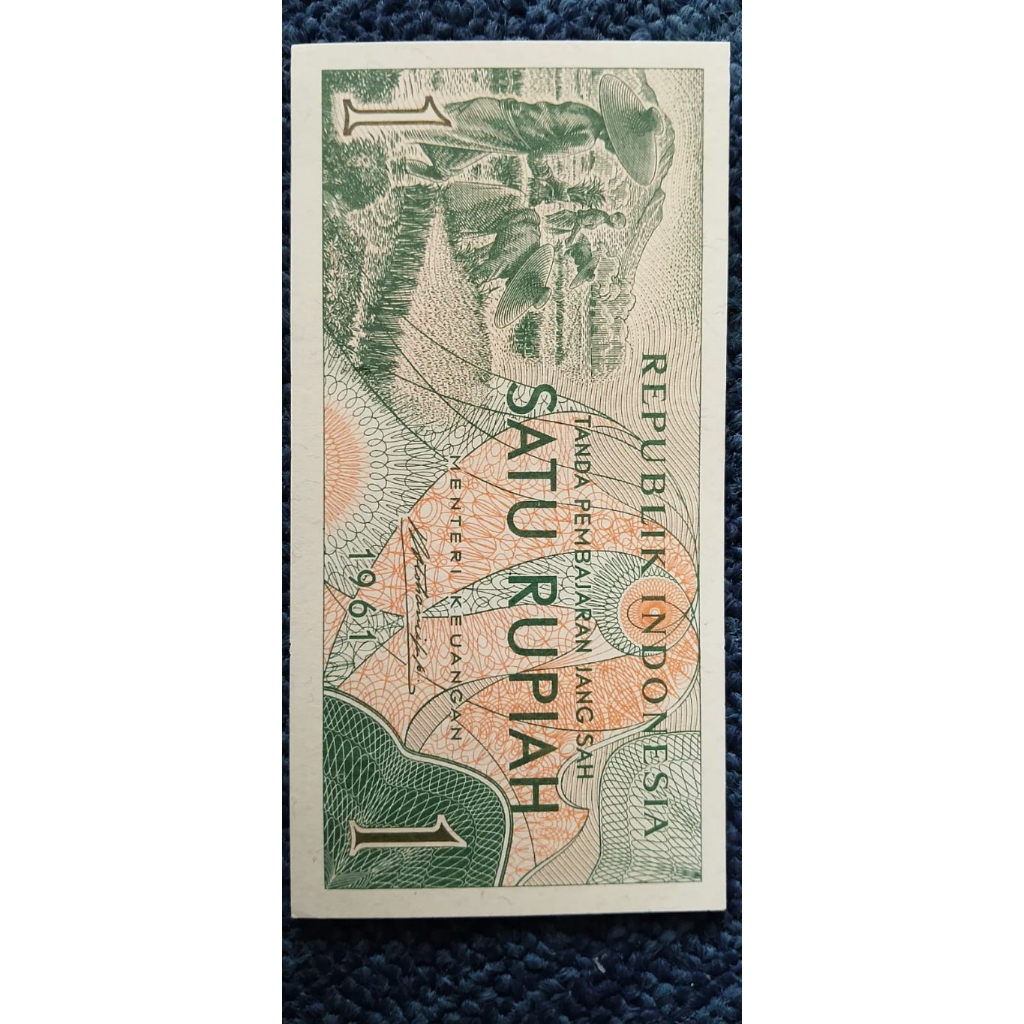 REPUBLIK INDONESIA
TANDA PEMBAJARAN JANG SAH
SATU RUPIAH
MENTERI KEUANGAN
1961
1
1